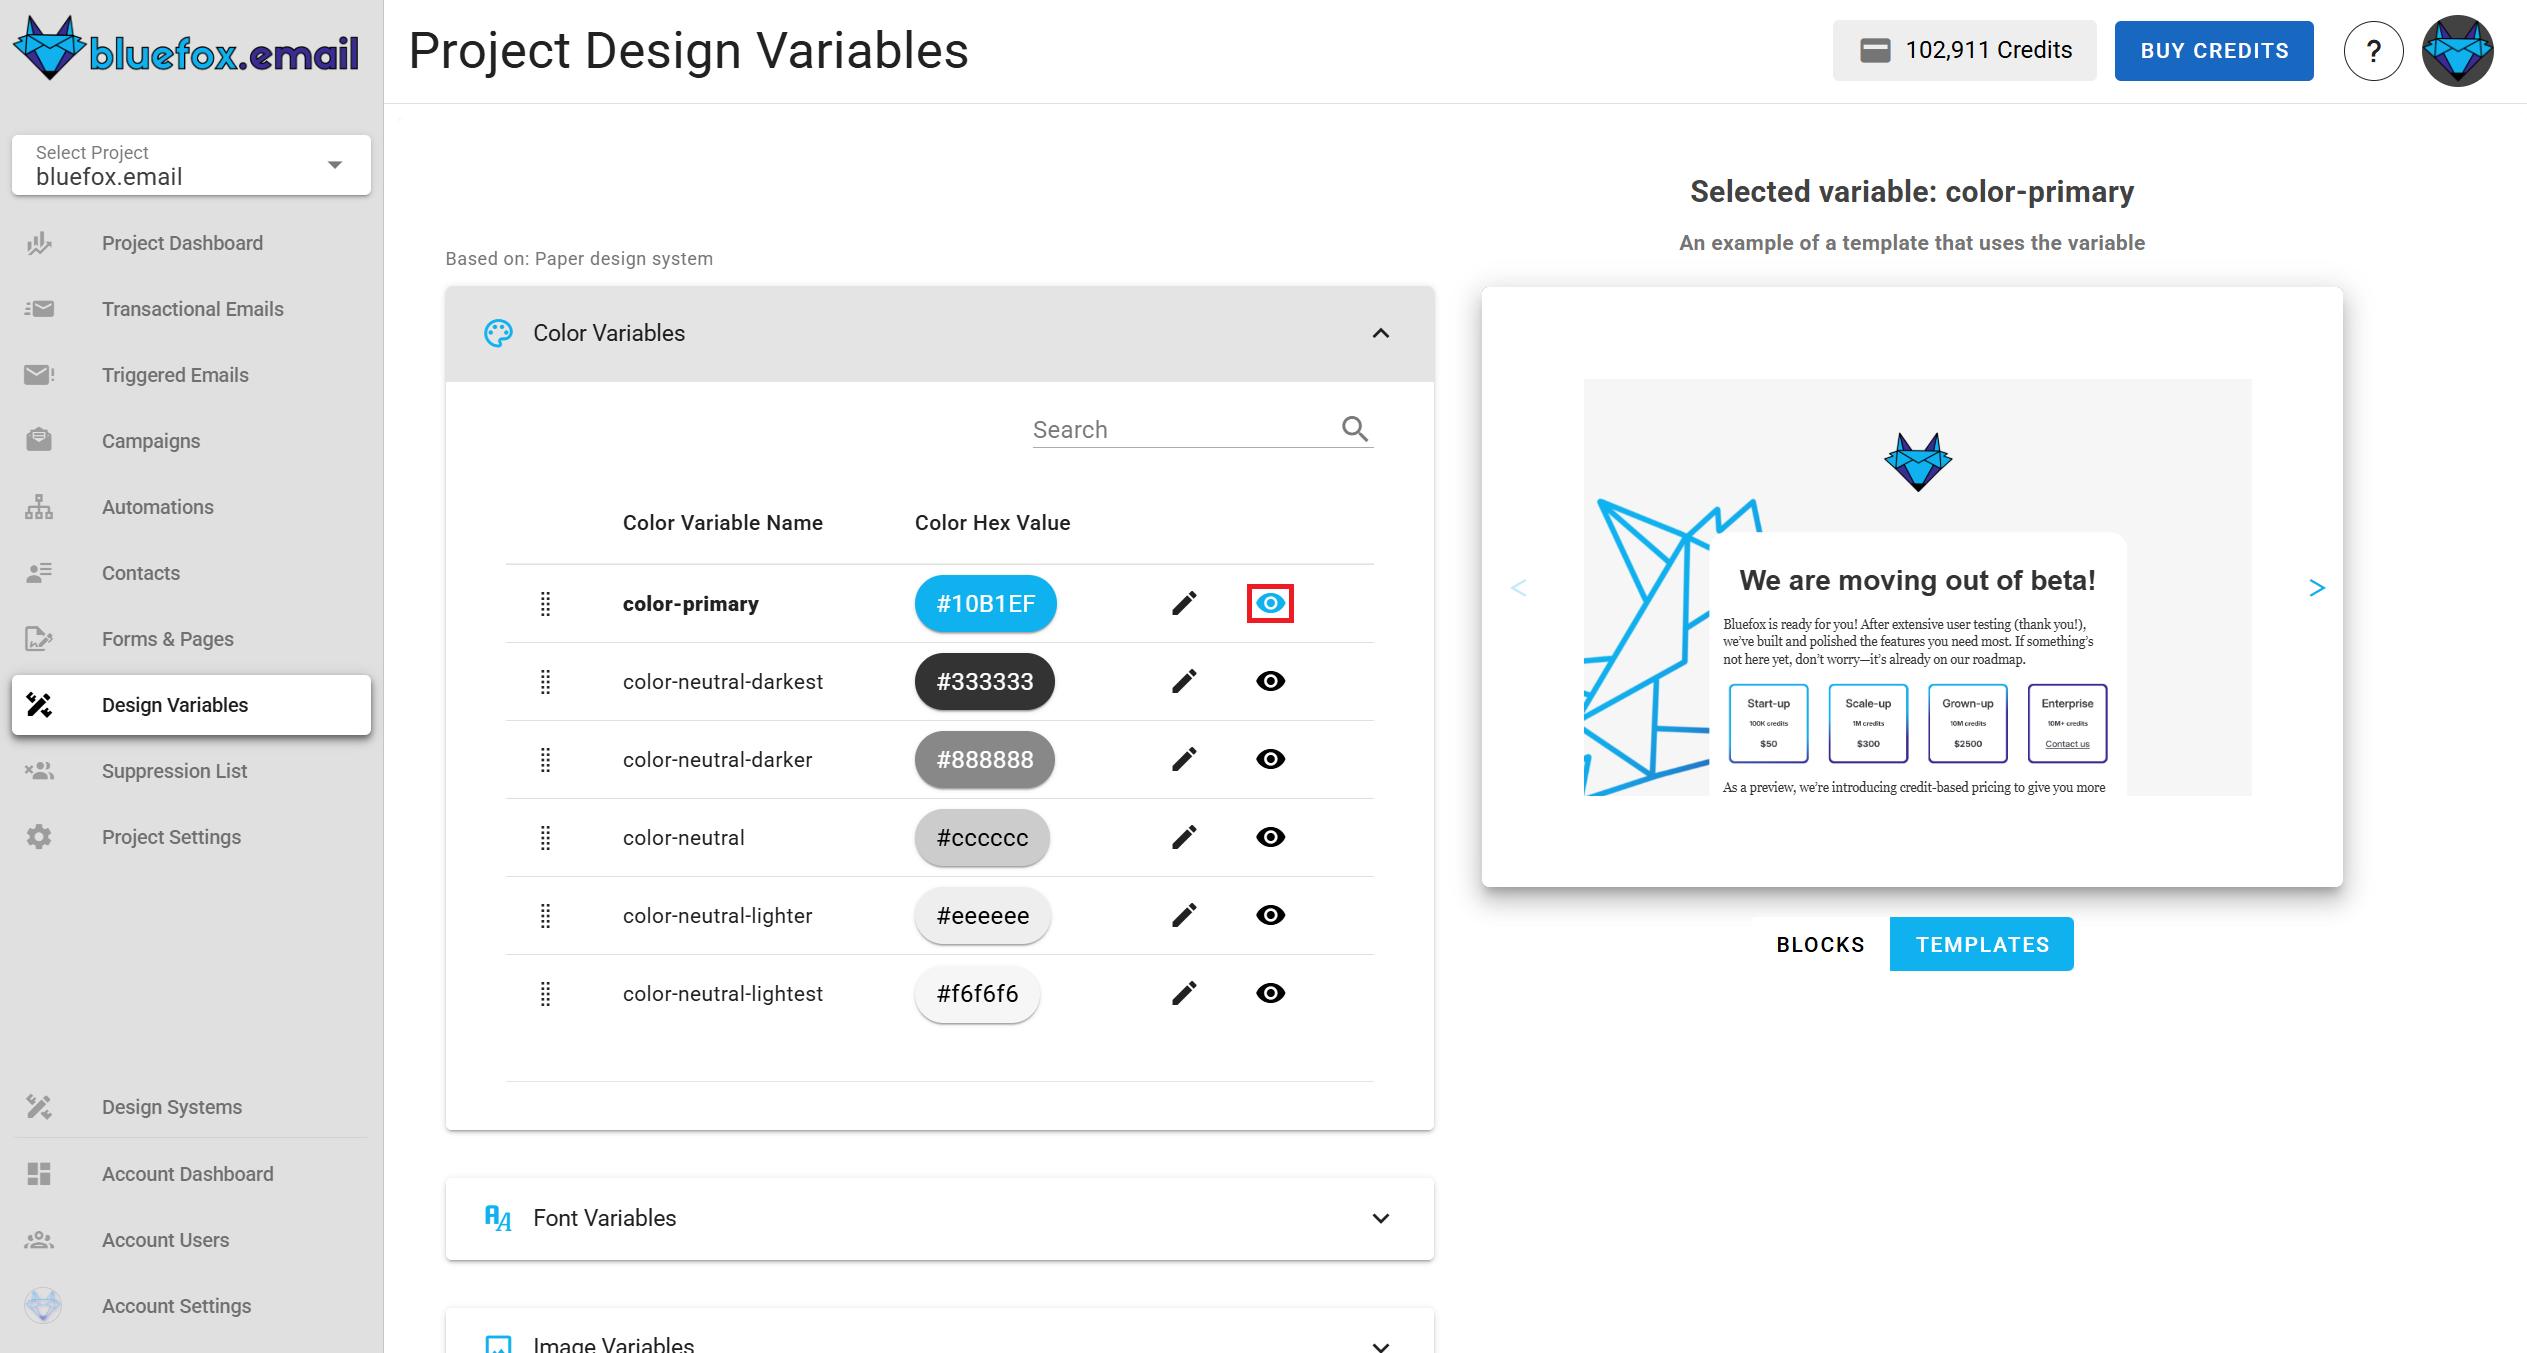 bluefox.email
Project Design Variables
102,911 Credits
BUY CREDITS
?
Select Project
bluefox.email
Project Dashboard
Transactional Emails
Triggered Emails
Campaigns
Automations
Contacts
Forms & Pages
Design Variables
Suppression List
Project Settings
Design Systems
Account Dashboard
Account Users
Account Settings
Based on: Paper design system
Color Variables
Search
Color Variable Name Color Hex Value
color-primary #10B1EF
color-neutral-darkest #333333
color-neutral-darker #888888
color-neutral #cccccc
color-neutral-lighter #eeeeee
color-neutral-lightest #f6f6f6
Font Variables
Image Variables
Selected variable: color-primary
An example of a template that uses the variable
<
>
We are moving out of beta!
Bluefox is ready for you! After extensive user testing (thank you!),
we've built and polished the features you need most. If something's
not here yet, don't worry—it's already on our roadmap.
Start-up Scale-up Grown-up Enterprise
100K credits 1M credits 10M credits 10M+ credits
$50 $300 $2500 Contact us
As a preview, we're introducing credit-based pricing to give you more
BLOCKS TEMPLATES